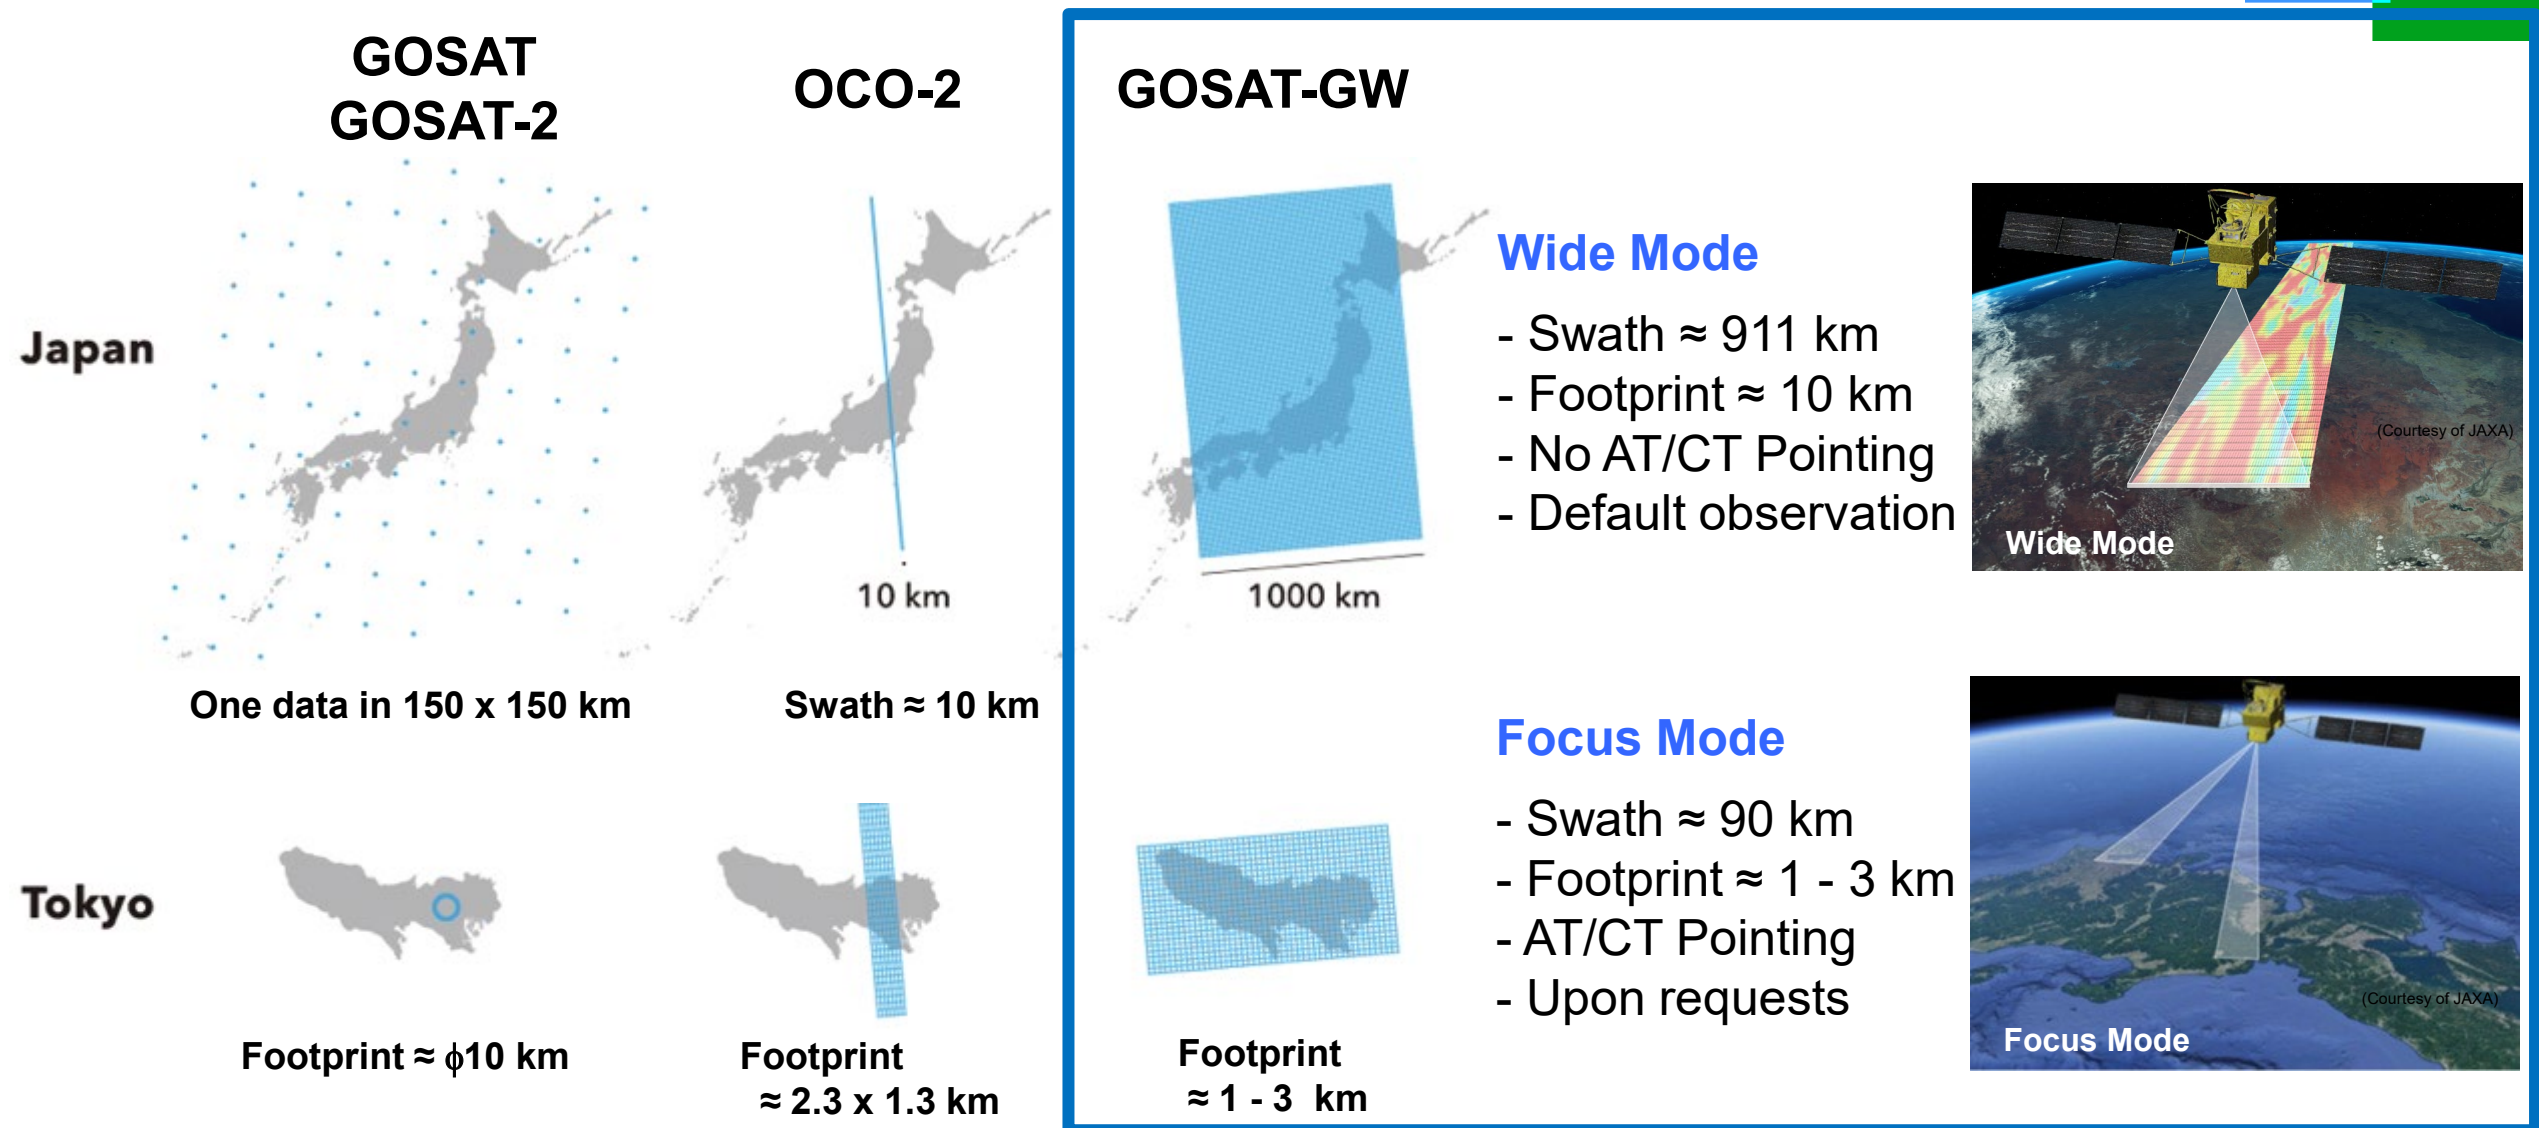 GOSAT
GOSAT-2
OCO-2
GOSAT-GW
Japan
10 km
1000 km
One data in 150 x 150 km
Swath ≈ 10 km
Wide Mode
- Swath ≈ 911 km
- Footprint ≈ 10 km
- No AT/CT Pointing
- Default observation
(Courtesy of JAXA)
Wide Mode
Tokyo
Footprint ≈ ϕ10 km
Footprint
≈ 2.3 x 1.3 km
Footprint
≈ 1 - 3 km
Focus Mode
- Swath ≈ 90 km
- Footprint ≈ 1 - 3 km
- AT/CT Pointing
- Upon requests
(Courtesy of JAXA)
Focus Mode